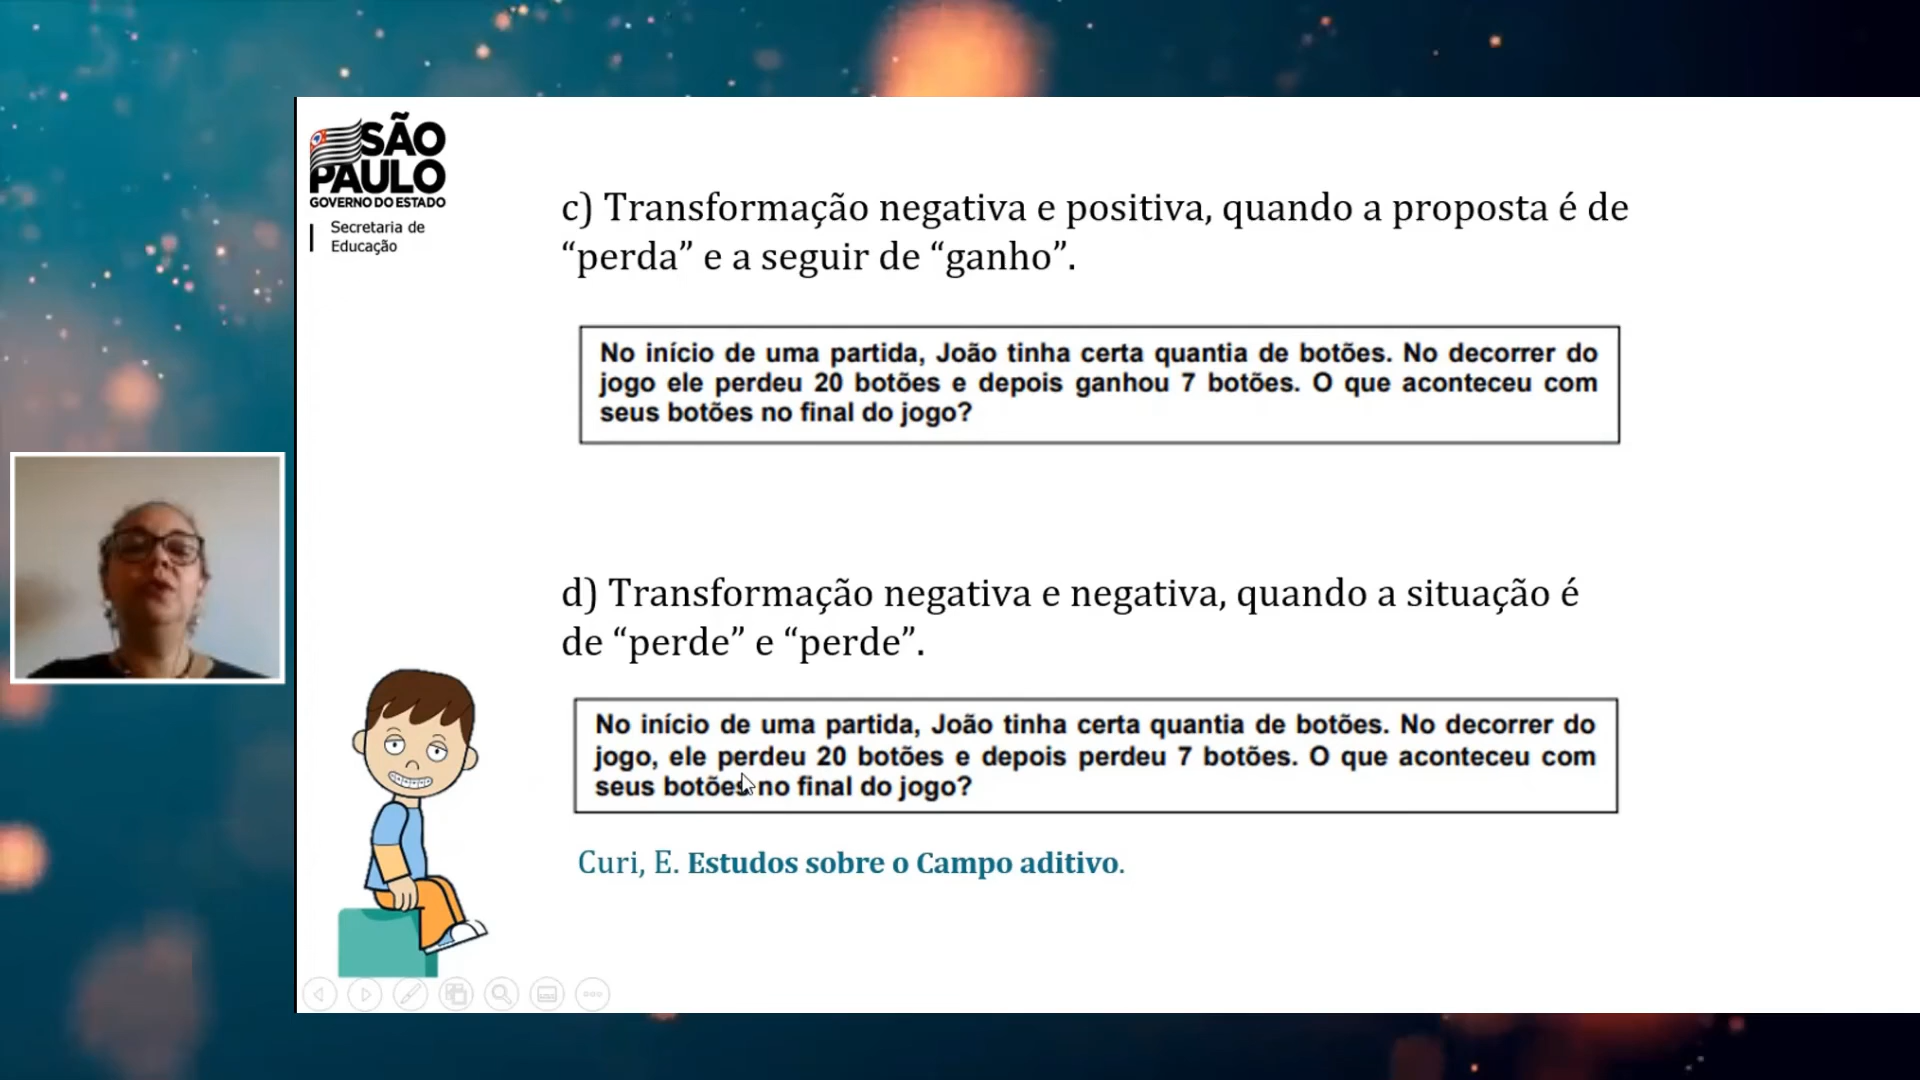 SÃO
PAULO
GOVERNO DO ESTADO
Secretaria de
Educação
c) Transformação negativa e positiva, quando a proposta é de
“perda” e a seguir de “ganho”.
No início de uma partida, João tinha certa quantia de botões. No decorrer do
jogo ele perdeu 20 botões e depois ganhou 7 botões. O que aconteceu com
seus botões no final do jogo?
d) Transformação negativa e negativa, quando a situação é
de “perde” e “perde”.
No início de uma partida, João tinha certa quantia de botões. No decorrer do
jogo, ele perdeu 20 botões e depois perdeu 7 botões. O que aconteceu com
seus botões no final do jogo?
Curi, E. Estudos sobre o Campo aditivo.